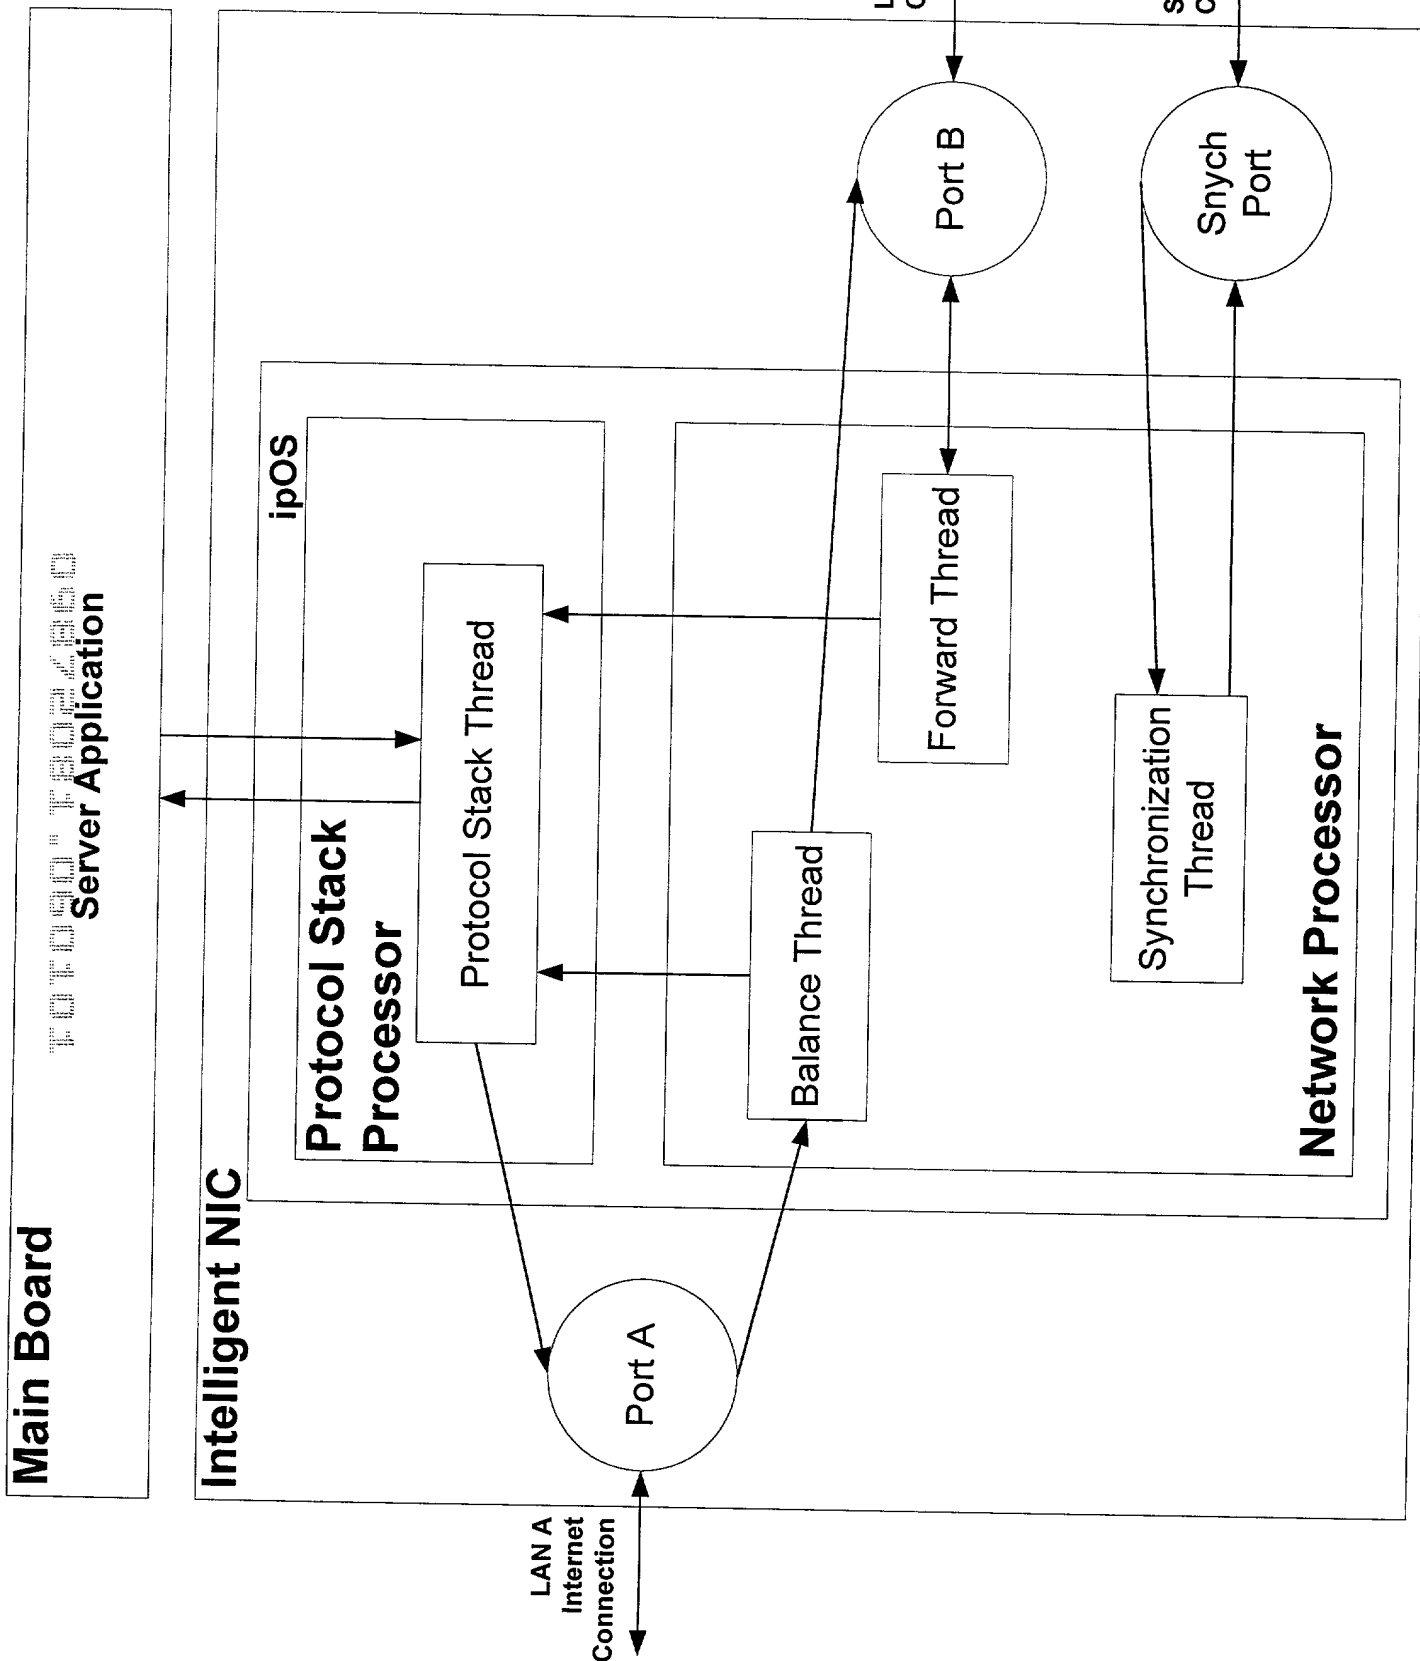 Main Board
Server Application
Intelligent NIC
ipOS
Protocol Stack
Processor
Protocol Stack Thread
LAN A
Internet
Connection
Port A
Balance Thread
Forward Thread
Port B
Synchronization
Thread
Snych
Port
Network Processor